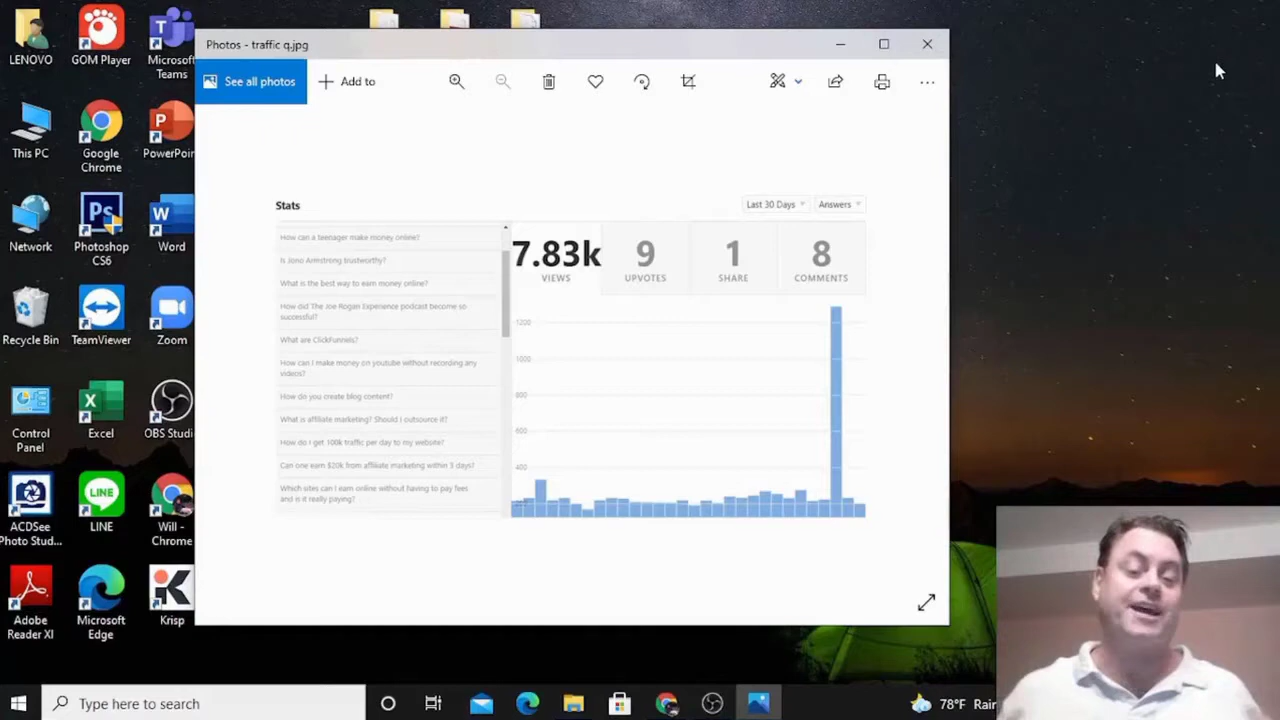 LENOVO
GOM Player
Microsoft
Teams
This PC
Google
Chrome
PowerPoin
Network
Photoshop
CS6
Word
Recycle Bin
TeamViewer
Zoom
Control
Panel
Excel
OBS Studi
ACDSee
Photo Stud...
LINE
Will -
Chrome
Adobe
Reader XI
Microsoft
Edge
Krisp
Photos - traffic q.jpg
See all photos
Add to
Stats
Last 30 Days
Answers
How can a teenager make money online?
Is Jono Armstrong trustworthy?
What is the best way to earn money online?
How did The Joe Rogan Experience podcast become so
successful?
What are ClickFunnels?
How can I make money on youtube without recording any
videos?
How do you create blog content?
What is affiliate marketing? Should I outsource it?
How do I get 100k traffic per day to my website?
Can one earn $20k from affiliate marketing within 3 days?
Which sites can I earn online without having to pay fees
and is it really paying?
7.83k
VIEWS
9
UPVOTES
1
SHARE
8
COMMENTS
1200
1000
800
600
400
Type here to search
78°F Rain